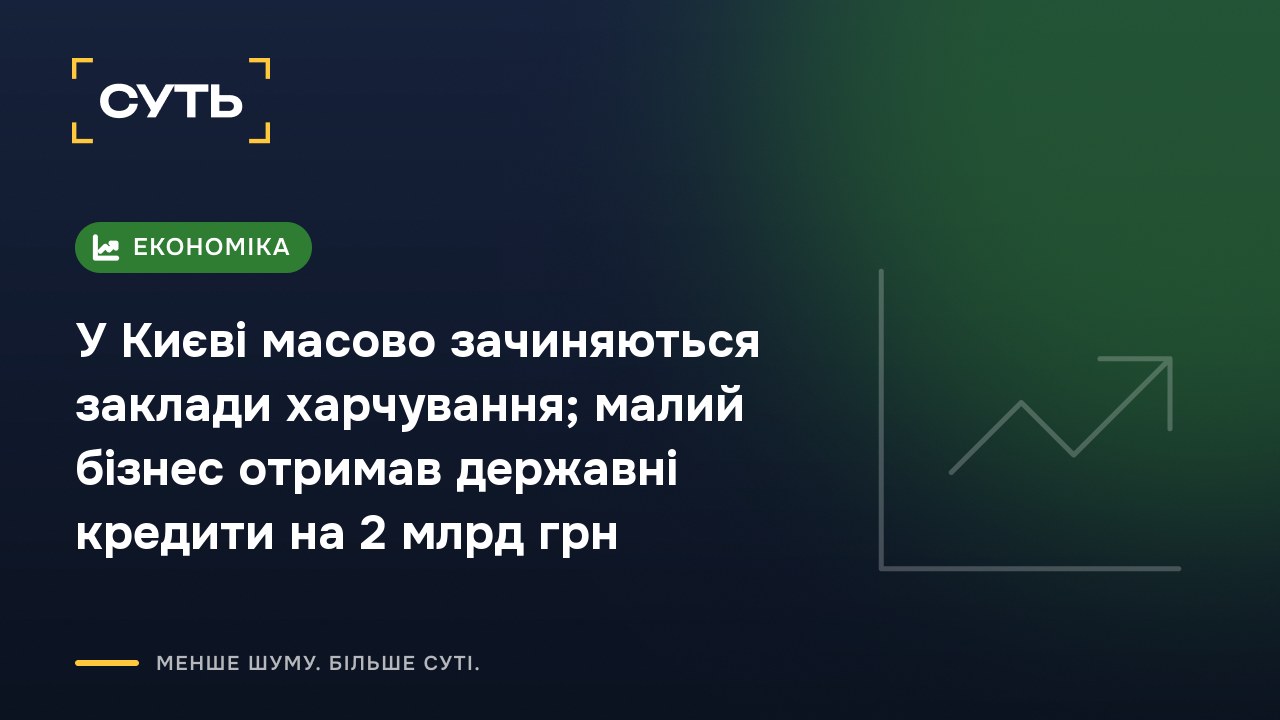 СУТЬ
ЕКОНОМІКА
У Києві масово зачиняються
заклади харчування; малий
бізнес отримав державні
кредити на 2 млрд грн
МЕНШЕ ШУМУ. БІЛЬШЕ СУТІ.